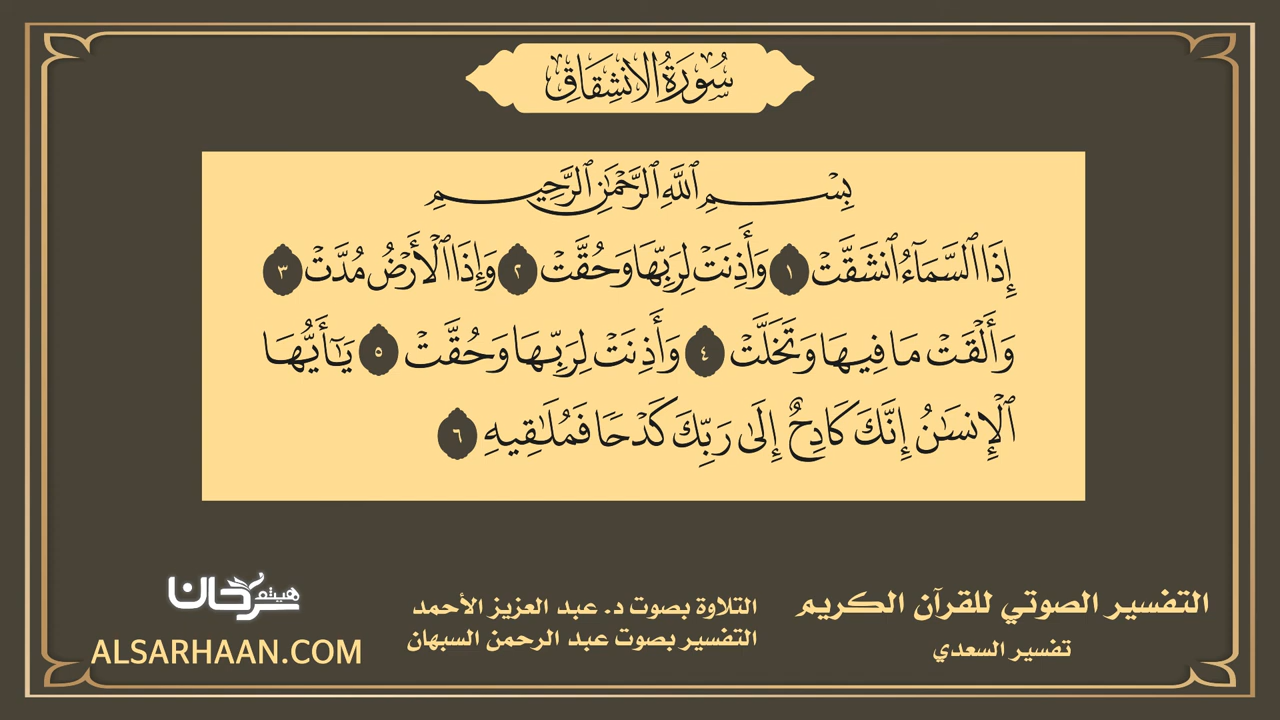 سُورَةُ الانشِقَاقِ
بِسْمِ ٱللَّهِ ٱلرَّحْمَٰنِ ٱلرَّحِيمِ
إِذَا ٱلسَّمَآءُ ٱنشَقَّتْ ١ وَأَذِنَتْ لِرَبِّهَا وَحُقَّتْ ٢ وَإِذَا ٱلْأَرْضُ مُدَّتْ ٣
وَأَلْقَتْ مَا فِيهَا وَتَخَلَّتْ ٤ وَأَذِنَتْ لِرَبِّهَا وَحُقَّتْ ٥ يَٰٓأَيُّهَا
ٱلْإِنسَٰنُ إِنَّكَ كَادِحٌ إِلَىٰ رَبِّكَ كَدْحًا فَمُلَٰقِيهِ ٦
التفسير الصوتي للقرآن الكريم
تفسير السعدي
التلاوة بصوت د. عبد العزيز الأحمد
التفسير بصوت عبد الرحمن السبهان
هيثم سرحان
ALSARHAAN.COM